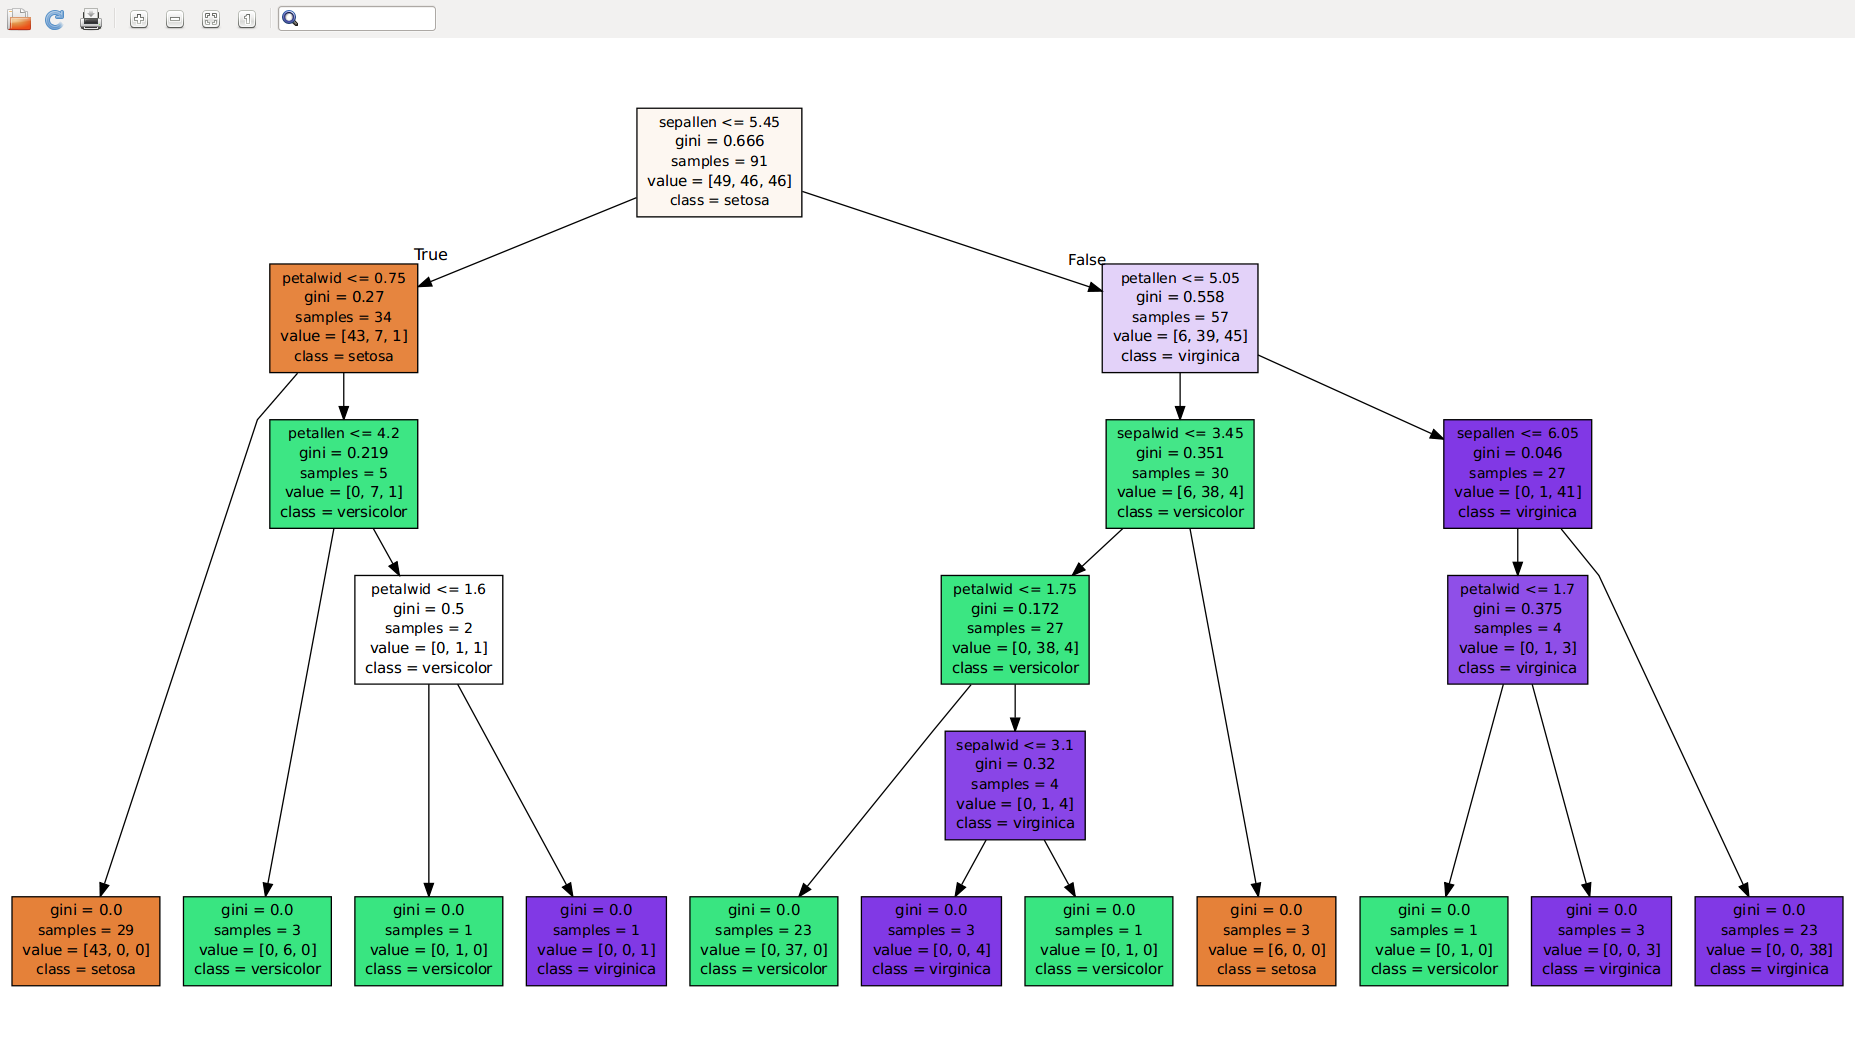 1
sepallen <= 5.45
gini = 0.666
samples = 91
value = [49, 46, 46]
class = setosa
True
False
petalwid <= 0.75
gini = 0.27
samples = 34
value = [43, 7, 1]
class = setosa
petallen <= 5.05
gini = 0.558
samples = 57
value = [6, 39, 45]
class = virginica
petallen <= 4.2
gini = 0.219
samples = 5
value = [0, 7, 1]
class = versicolor
sepalwid <= 3.45
gini = 0.351
samples = 30
value = [6, 38, 4]
class = versicolor
sepallen <= 6.05
gini = 0.046
samples = 27
value = [0, 1, 41]
class = virginica
petalwid <= 1.6
gini = 0.5
samples = 2
value = [0, 1, 1]
class = versicolor
petalwid <= 1.75
gini = 0.172
samples = 27
value = [0, 38, 4]
class = versicolor
petalwid <= 1.7
gini = 0.375
samples = 4
value = [0, 1, 3]
class = virginica
sepalwid <= 3.1
gini = 0.32
samples = 4
value = [0, 1, 4]
class = virginica
gini = 0.0
samples = 29
value = [43, 0, 0]
class = setosa
gini = 0.0
samples = 3
value = [0, 6, 0]
class = versicolor
gini = 0.0
samples = 1
value = [0, 1, 0]
class = versicolor
gini = 0.0
samples = 1
value = [0, 0, 1]
class = virginica
gini = 0.0
samples = 23
value = [0, 37, 0]
class = versicolor
gini = 0.0
samples = 3
value = [0, 0, 4]
class = virginica
gini = 0.0
samples = 1
value = [0, 1, 0]
class = versicolor
gini = 0.0
samples = 3
value = [6, 0, 0]
class = setosa
gini = 0.0
samples = 1
value = [0, 1, 0]
class = versicolor
gini = 0.0
samples = 3
value = [0, 0, 3]
class = virginica
gini = 0.0
samples = 23
value = [0, 0, 38]
class = virginica